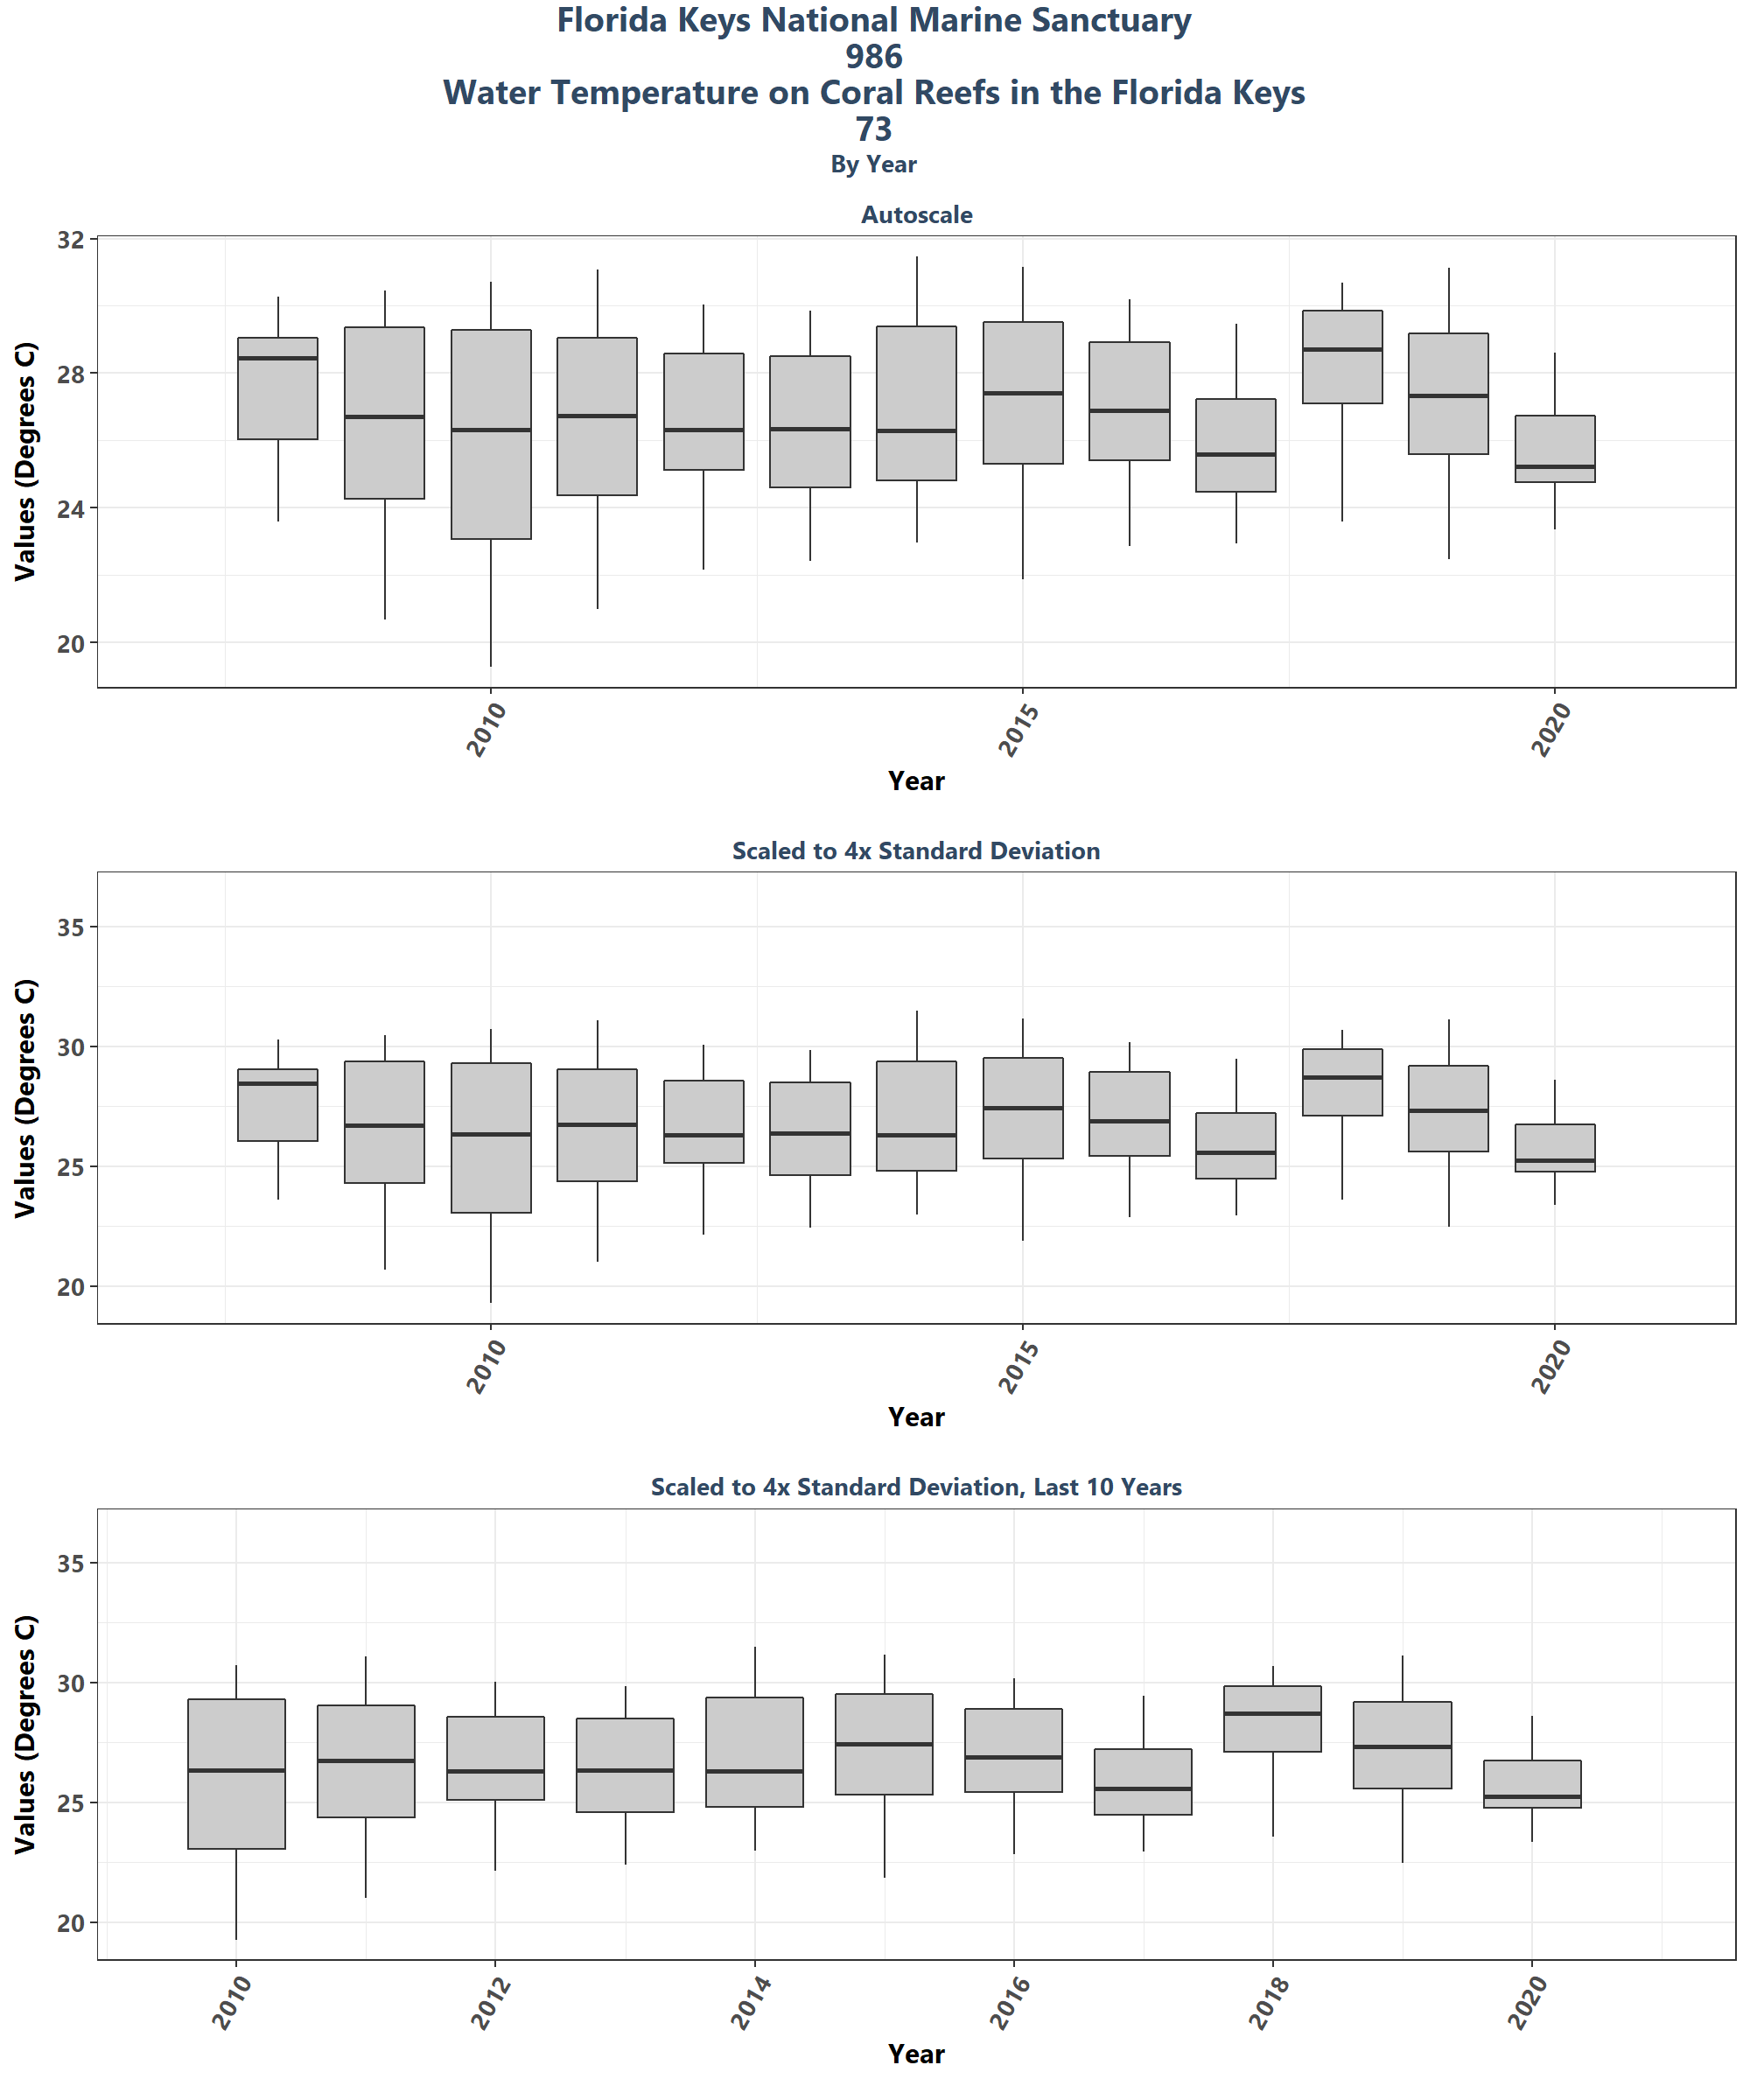 Florida Keys National Marine Sanctuary
986
Water Temperature on Coral Reefs in the Florida Keys
73
By Year
Autoscale
Values (Degrees C)
32
28
24
20
2010
2015
2020
Year
Scaled to 4x Standard Deviation
Values (Degrees C)
35
30
25
20
2010
2015
2020
Year
Scaled to 4x Standard Deviation, Last 10 Years
Values (Degrees C)
35
30
25
20
2010
2012
2014
2016
2018
2020
Year